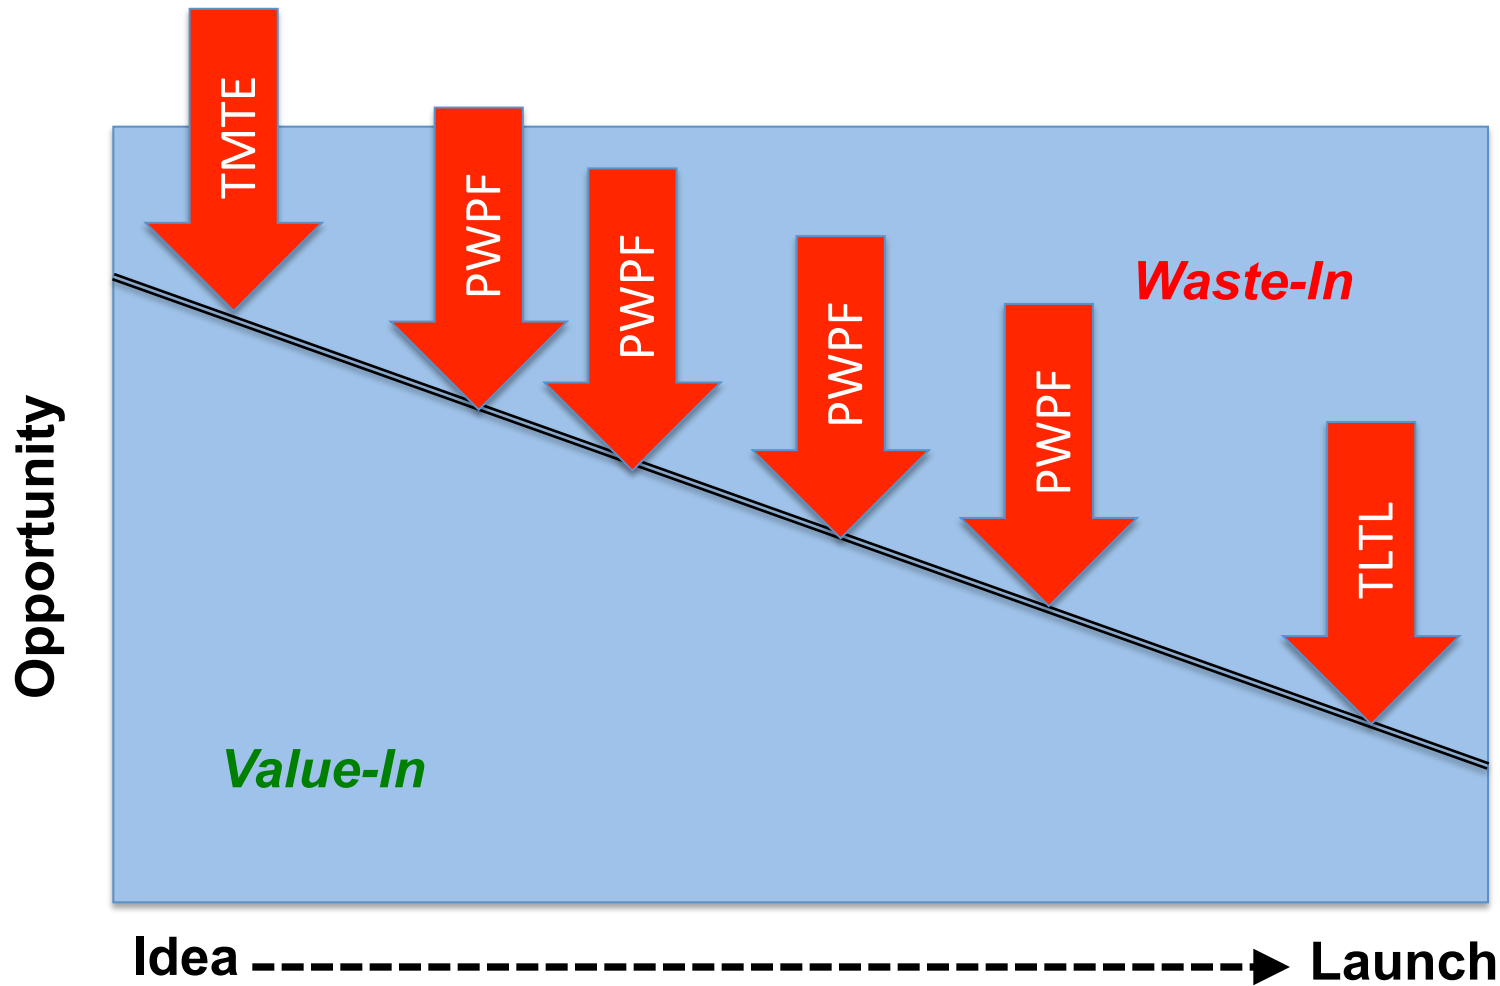 TMTE
PWPF
PWPF
PWPF
PWPF
TLTL
Waste-In
Value-In
Opportunity
Idea
Launch